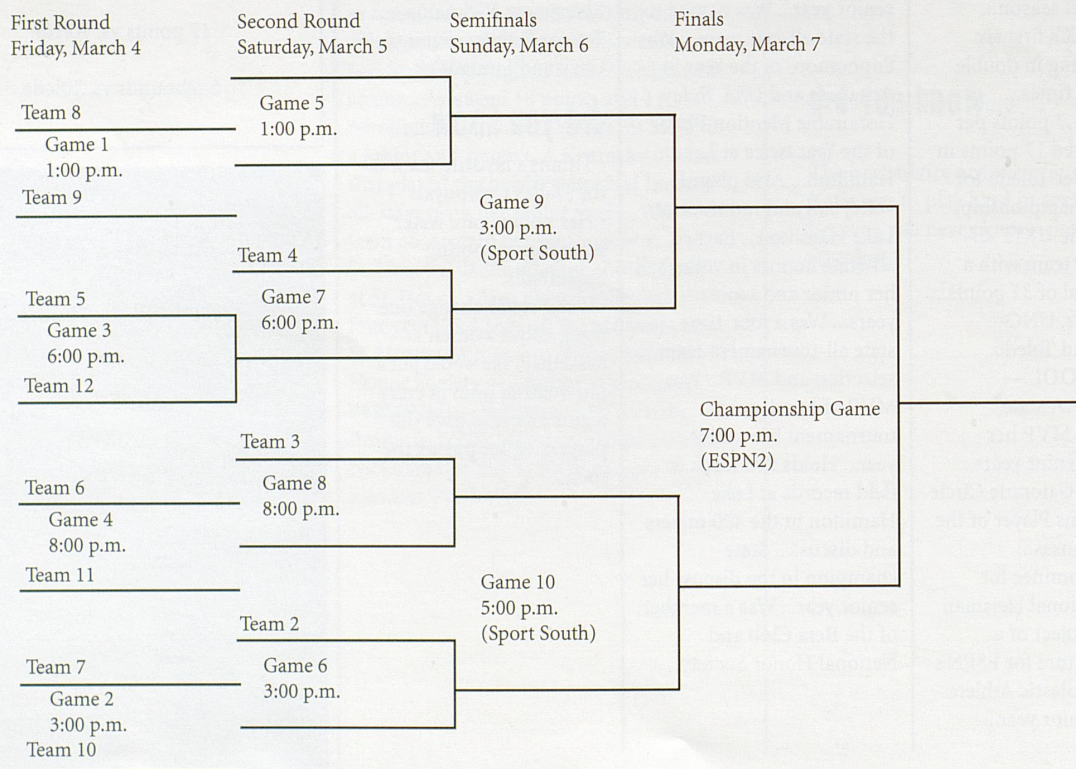 First Round
Friday, March 4
Second Round
Saturday, March 5
Semifinals
Sunday, March 6
Finals
Monday, March 7
Team 8
Game 1
1:00 p.m.
Team 9
Team 5
Game 3
6:00 p.m.
Team 12
Team 6
Game 4
8:00 p.m.
Team 11
Team 7
Game 2
3:00 p.m.
Team 10
Game 5
1:00 p.m.
Team 4
Game 7
6:00 p.m.
Team 3
Game 8
8:00 p.m.
Team 2
Game 6
3:00 p.m.
Game 9
3:00 p.m.
(Sport South)
Game 10
5:00 p.m.
(Sport South)
Championship Game
7:00 p.m.
(ESPN2)